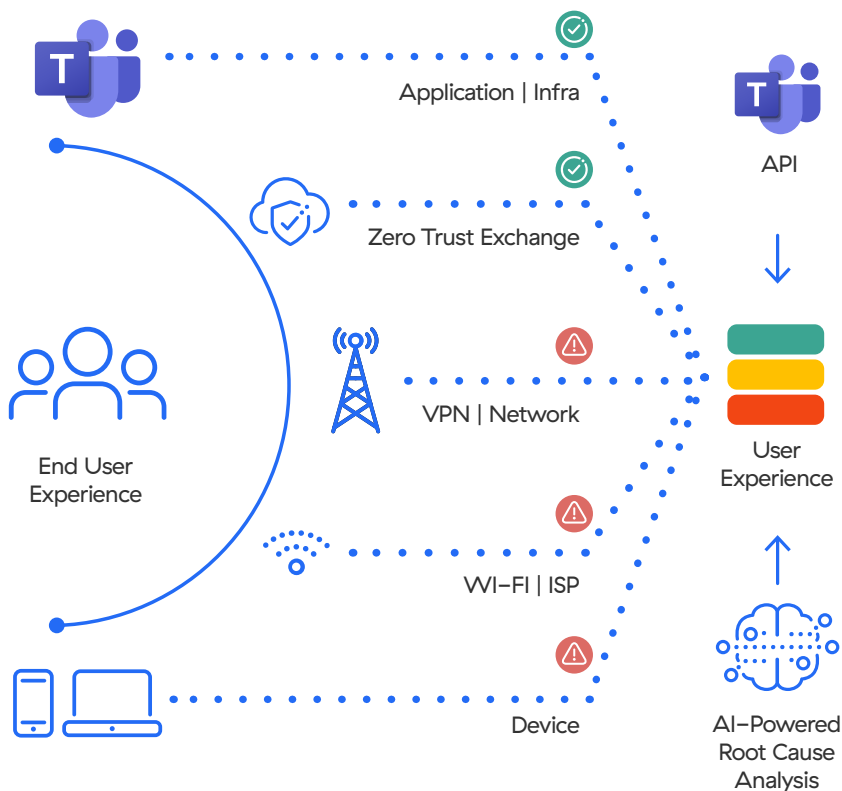 T
Application | Infra
T
API
Zero Trust Exchange
VPN | Network
User
Experience
End User
Experience
WI-FI | ISP
Device
AI-Powered
Root Cause
Analysis